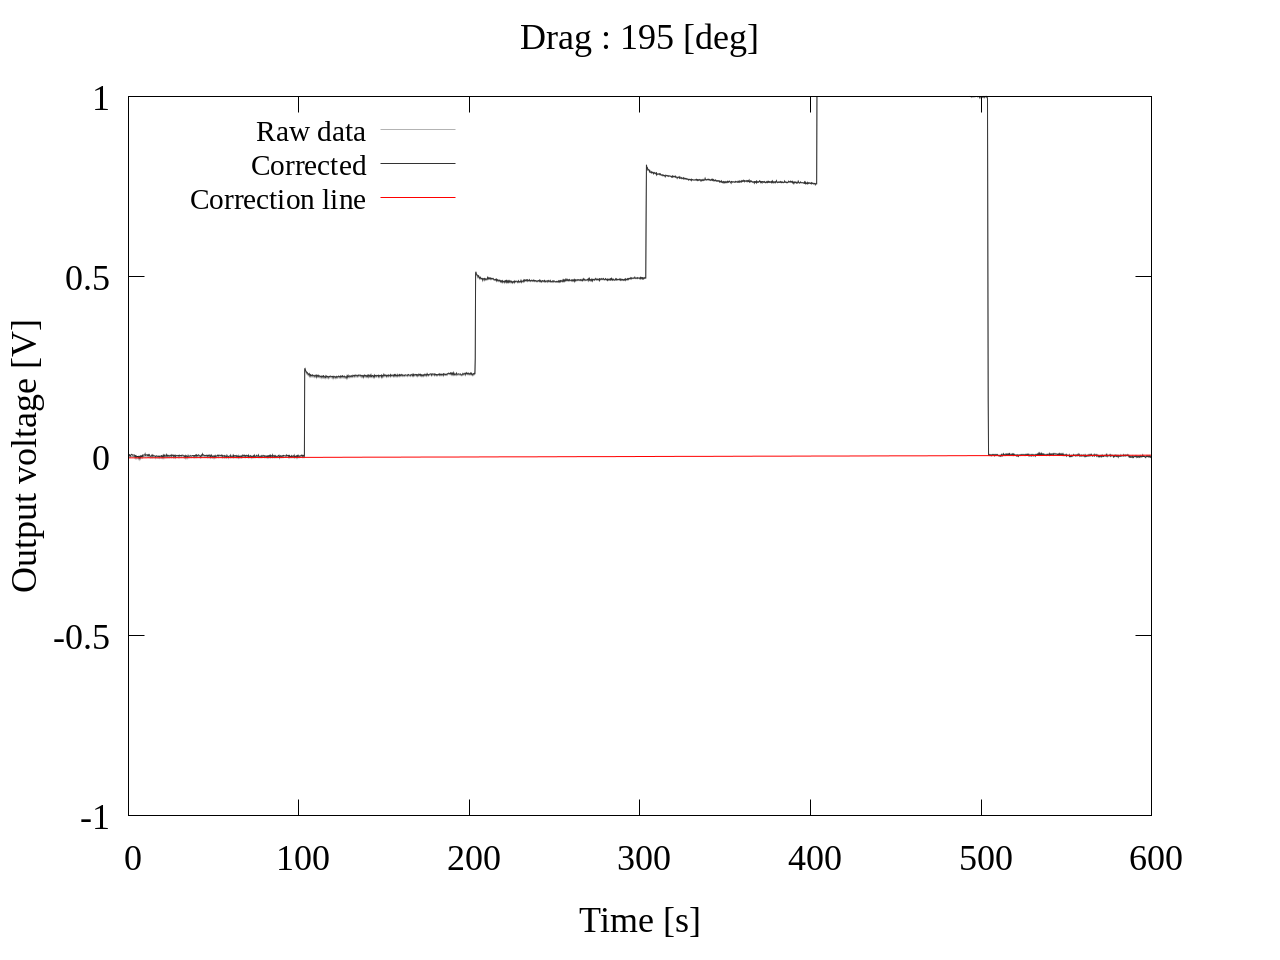 Drag : 195 [deg]
1
Raw data
Corrected
Correction line
0.5
0
-0.5
-1
Output voltage [V]
0 100 200 300 400 500 600
Time [s]